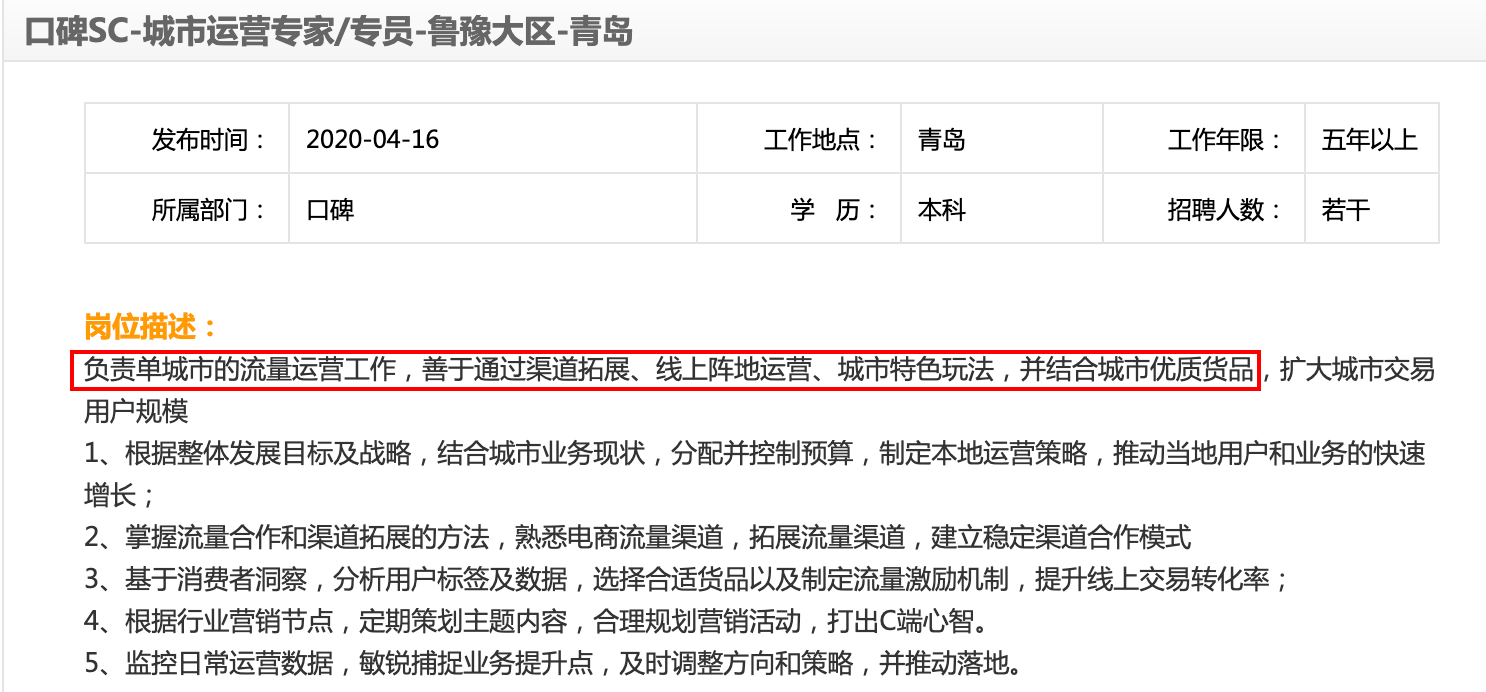 口碑SC-城市运营专家/专员-鲁豫大区-青岛
发布时间： 2020-04-16 工作地点： 青岛 工作年限： 五年以上
所属部门： 口碑 学 历： 本科 招聘人数： 若干
岗位描述：
负责单城市的流量运营工作，善于通过渠道拓展、线上阵地运营、城市特色玩法，并结合城市优质货品，扩大城市交易
用户规模
1、根据整体发展目标及战略，结合城市业务现状，分配并控制预算，制定本地运营策略，推动当地用户和业务的快速
增长；
2、掌握流量合作和渠道拓展的方法，熟悉电商流量渠道，拓展流量渠道，建立稳定渠道合作模式
3、基于消费者洞察，分析用户标签及数据，选择合适货品以及制定流量激励机制，提升线上交易转化率；
4、根据行业营销节点，定期策划主题内容，合理规划营销活动，打出C端心智。
5、监控日常运营数据，敏锐捕捉业务提升点，及时调整方向和策略，并推动落地。